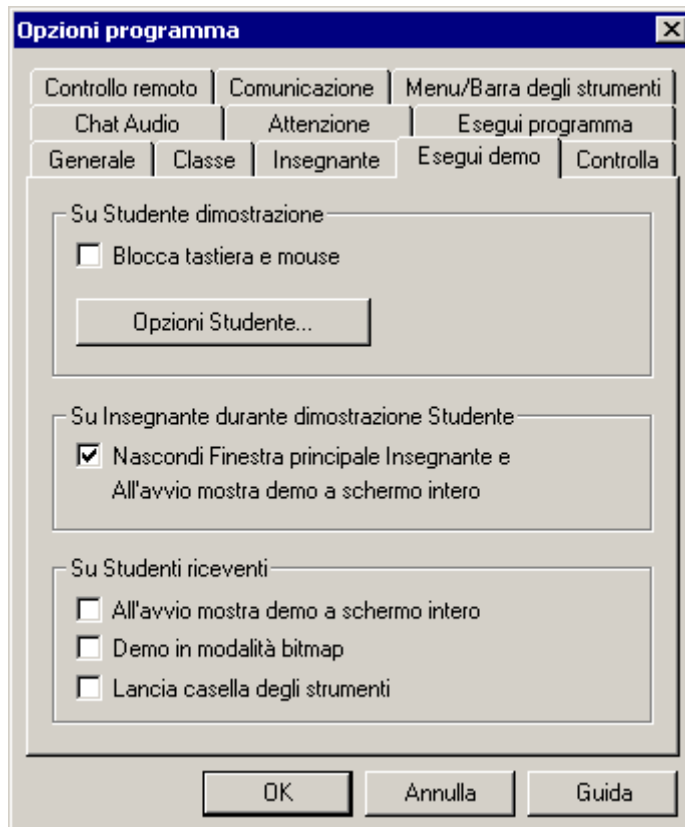 Opzioni programma
Controllo remoto Comunicazione Menu/Barra degli strumenti
Chat Audio Attenzione Esegui programma
Generale Classe Insegnante Esegui demo Controlla
Su Studente dimostrazione
Blocca tastiera e mouse
Opzioni Studente...
Su Insegnante durante dimostrazione Studente
Nascondi Finestra principale Insegnante e
All'avvio mostra demo a schermo intero
Su Studenti riceventi
All'avvio mostra demo a schermo intero
Demo in modalità bitmap
Lancia casella degli strumenti
OK Annulla Guida